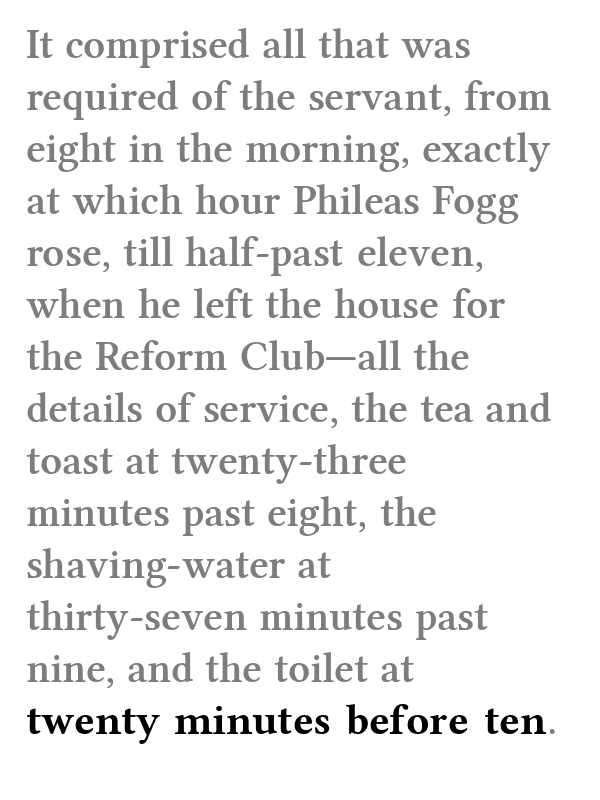 It comprised all that was
required of the servant, from
eight in the morning, exactly
at which hour Phileas Fogg
rose, till half-past eleven,
when he left the house for
the Reform Club—all the
details of service, the tea and
toast at twenty-three
minutes past eight, the
shaving-water at
thirty-seven minutes past
nine, and the toilet at
twenty minutes before ten.